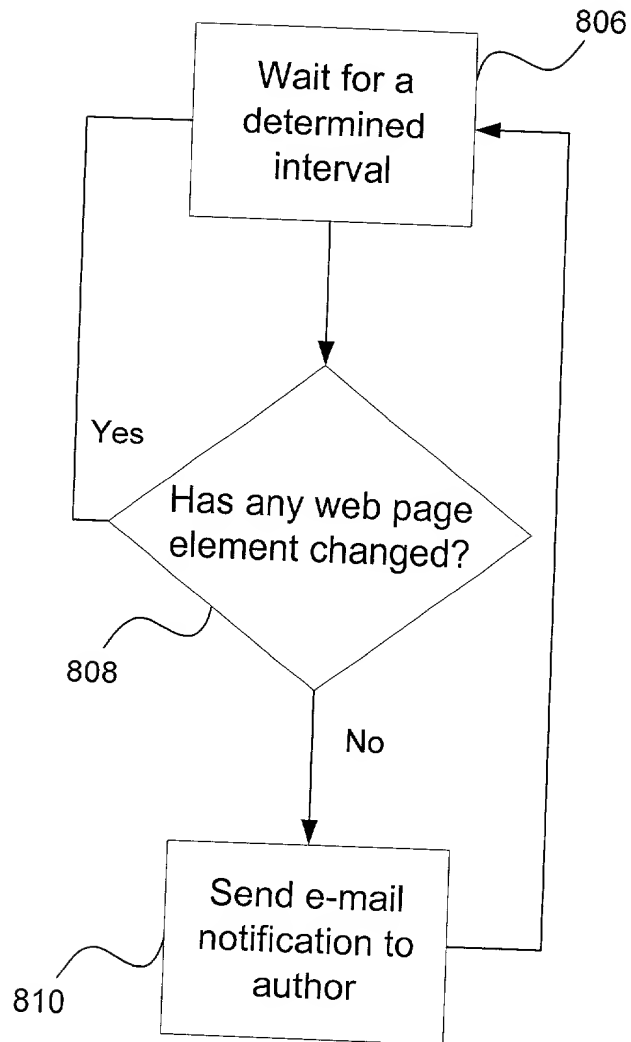 806
Wait for a
determined
interval
Yes
Has any web page
element changed?
808
No
Send e-mail
notification to
author
810